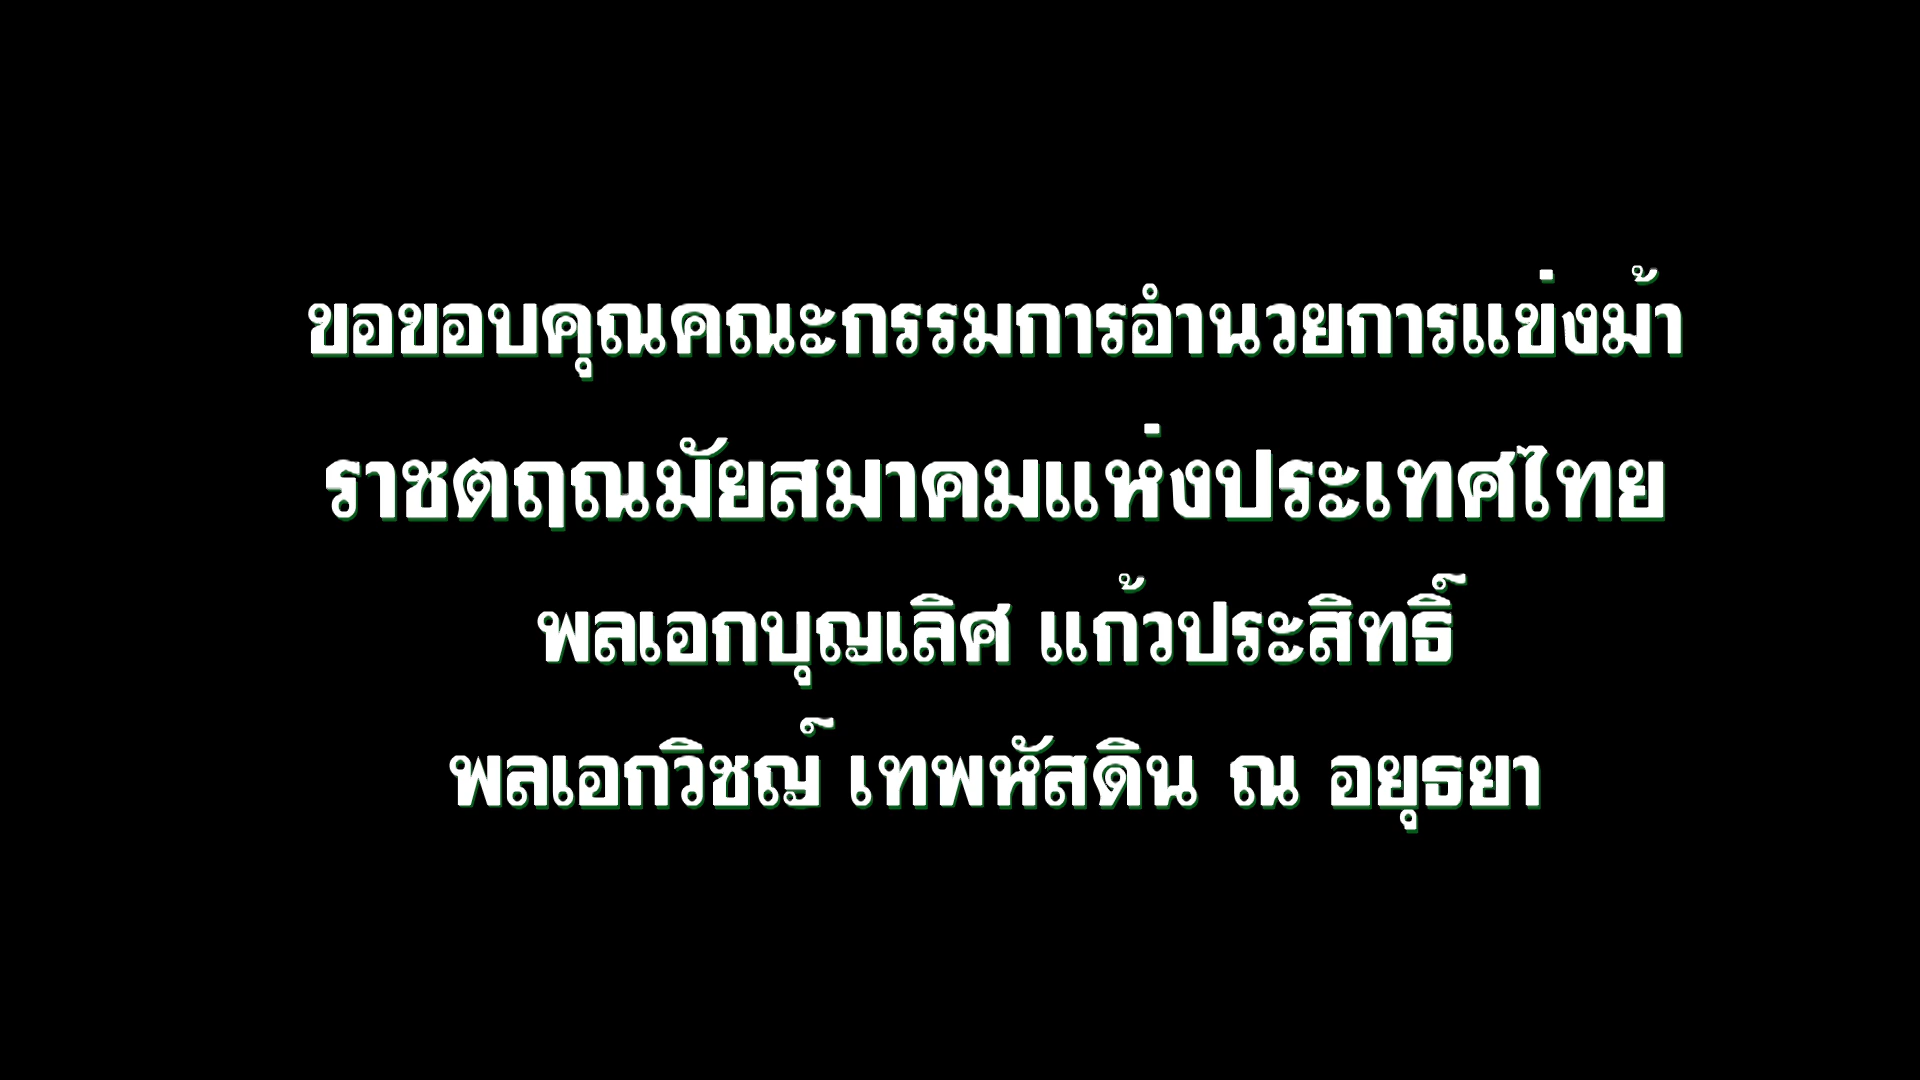 ขอขอบคุณคณะกรรมการอำนวยการแข่งม้า
ราชตฤณมัยสมาคมแห่งประเทศไทย
พลเอกบุญเลิศ แก้วประสิทธิ์
พลเอกวิชญ์ เทพหัสดิน ณ อยุธยา